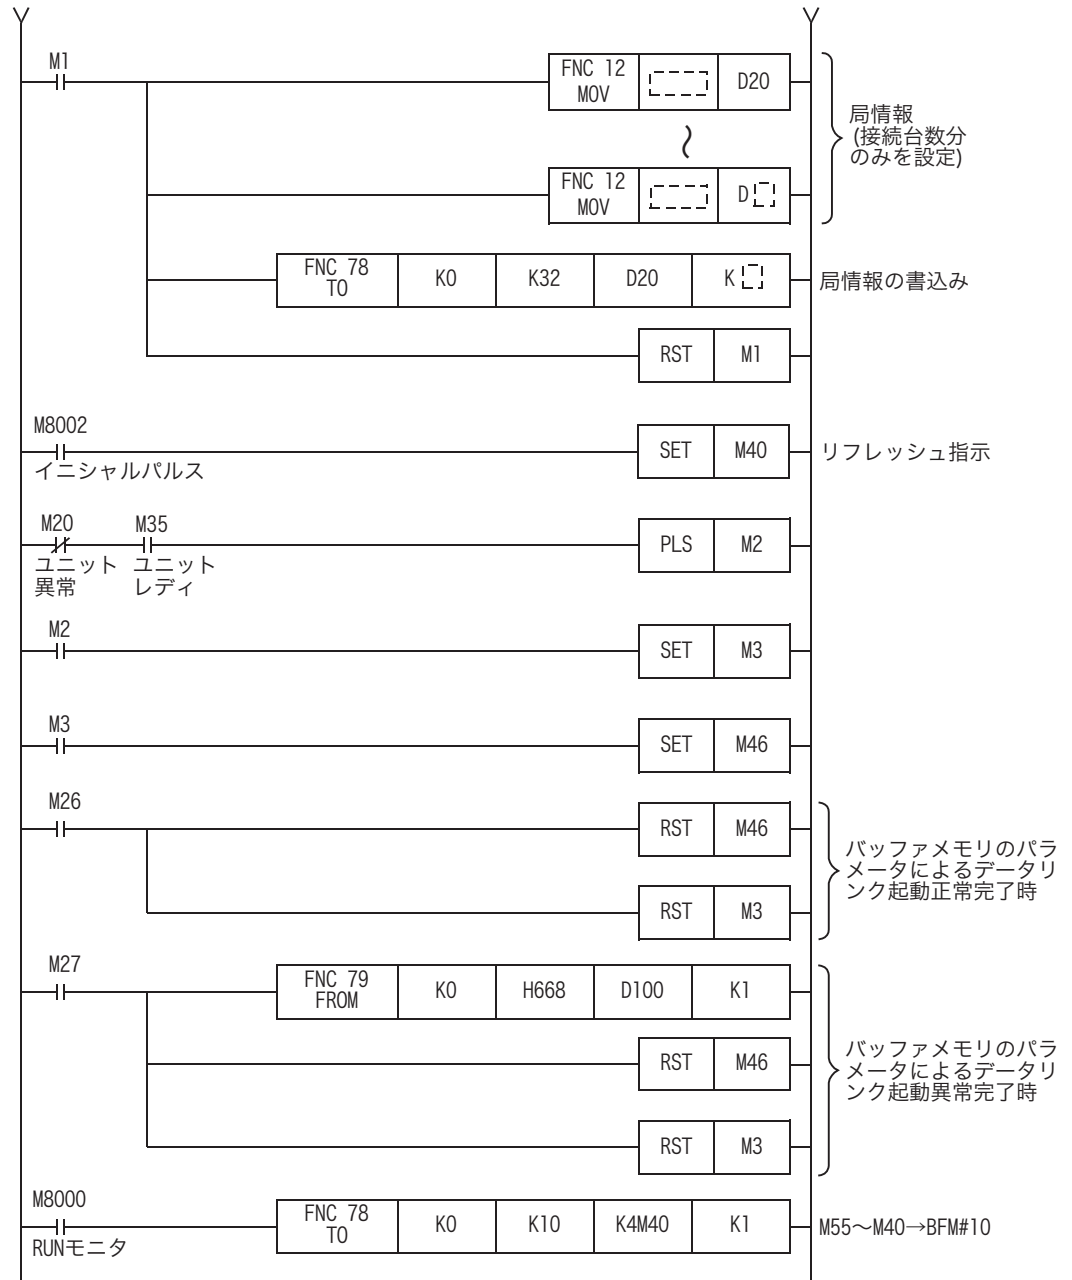 M1
FNC 12
MOV
D20
局情報
(接続台数分
のみを設定)
FNC 12
MOV
D
FNC 78
TO
K0
K32
D20
K
局情報の書込み
RST
M1
M8002
イニシャルパルス
SET
M40
リフレッシュ指示
M20
ユニット
異常
M35
ユニット
レディ
PLS
M2
M2
SET
M3
M3
SET
M46
M26
RST
M46
RST
M3
バッファメモリのパラ
メータによるデータリ
ンク起動正常完了時
M27
FNC 79
FROM
K0
H668
D100
K1
RST
M46
RST
M3
バッファメモリのパラ
メータによるデータリ
ンク起動異常完了時
M8000
RUNモニタ
FNC 78
TO
K0
K10
K4M40
K1
M55～M40→BFM#10